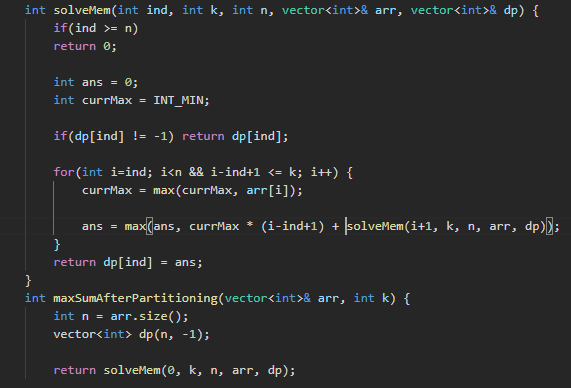 int solveMem(int ind, int k, int n, vector<int>& arr, vector<int>& dp) {
    if(ind >= n)
    return 0;

    int ans = 0;
    int currMax = INT_MIN;

    if(dp[ind] != -1) return dp[ind];

    for(int i=ind; i<n && i-ind+1 <= k; i++) {
        currMax = max(currMax, arr[i]);

        ans = max(ans, currMax * (i-ind+1) + solveMem(i+1, k, n, arr, dp));
    }
    return dp[ind] = ans;
}
int maxSumAfterPartitioning(vector<int>& arr, int k) {
    int n = arr.size();
    vector<int> dp(n, -1);

    return solveMem(0, k, n, arr, dp);